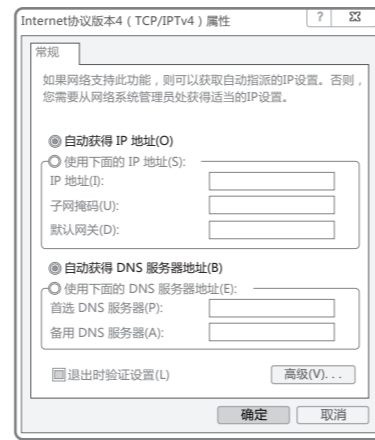 Internet协议版本4 ( TCP/IPTv4 ) 属性
常规
如果网络支持此功能，则可以获取自动指派的IP设置。否则，
您需要从网络系统管理员处获得适当的IP设置。
自动获得 IP 地址(O)
使用下面的 IP 地址(S):
IP 地址(I):
子网掩码(U):
默认网关(D):
自动获得 DNS 服务器地址(B)
使用下面的 DNS 服务器地址(E):
首选 DNS 服务器(P):
备用 DNS 服务器(A):
退出时验证设置(L)
高级(V)...
确定 取消